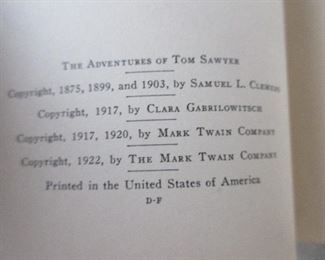 THE ADVENTURES OF TOM SAWYER
Copyright, 1875, 1899, and 1903, by SAMUEL L. CLEMENS
Copyright, 1917, by CLARA GABRILOWITSCH
Copyright, 1917, 1920, by MARK TWAIN COMPANY
Copyright, 1922, by THE MARK TWAIN COMPANY
Printed in the United States of America
D-F